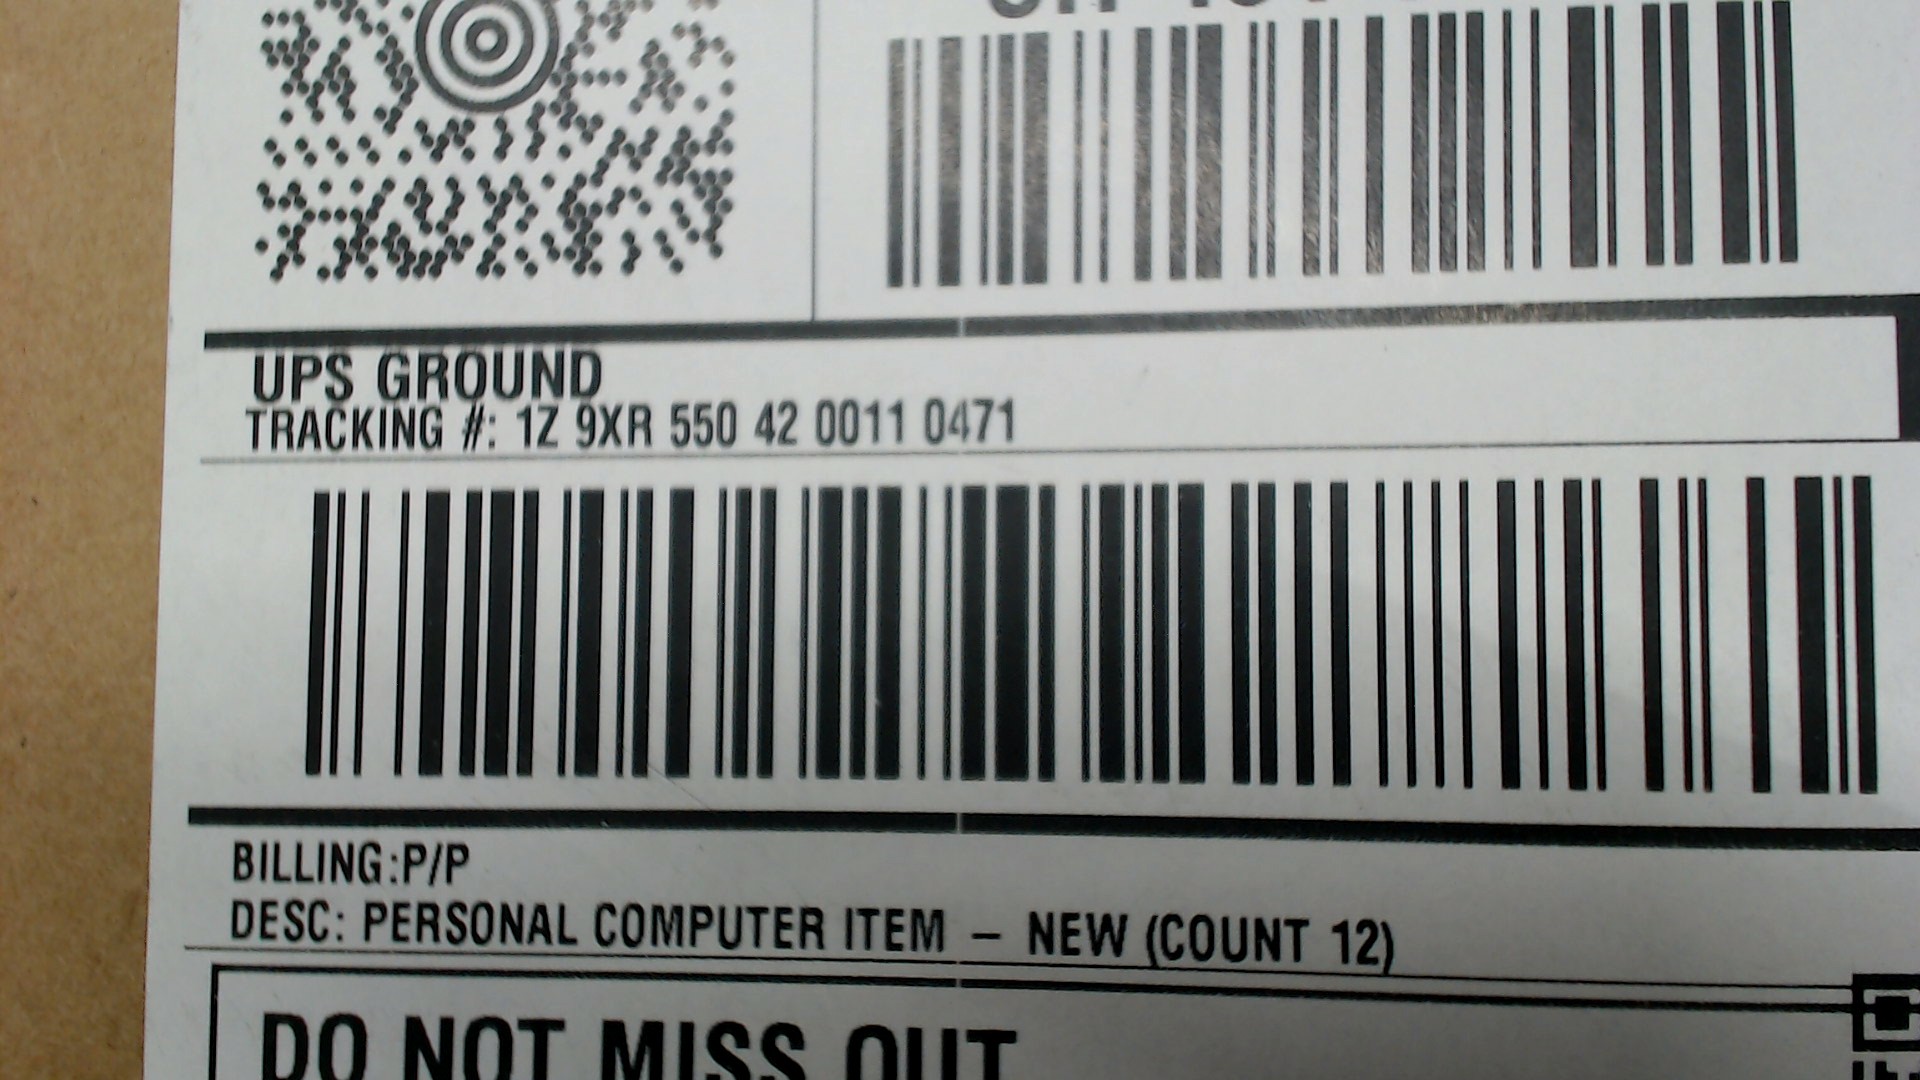 UPS GROUND
TRACKING #: 1Z 9XR 550 42 0011 0471
BILLING:P/P
DESC: PERSONAL COMPUTER ITEM – NEW (COUNT 12)
DO NOT MISS OUT